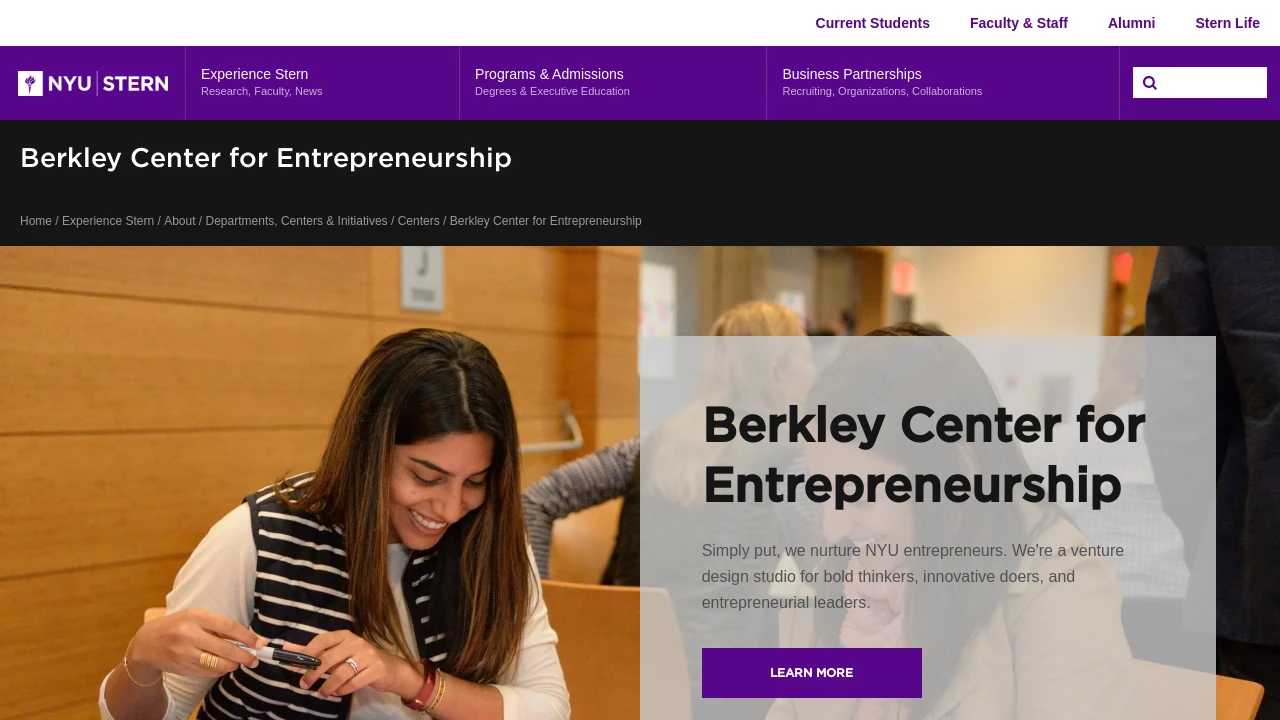 Current Students Faculty & Staff Alumni Stern Life
NYU STERN
Experience Stern
Research, Faculty, News
Programs & Admissions
Degrees & Executive Education
Business Partnerships
Recruiting, Organizations, Collaborations
Berkley Center for Entrepreneurship
Home / Experience Stern / About / Departments, Centers & Initiatives / Centers / Berkley Center for Entrepreneurship
J
Berkley Center for
Entrepreneurship
Simply put, we nurture NYU entrepreneurs. We're a venture
design studio for bold thinkers, innovative doers, and
entrepreneurial leaders.
LEARN MORE